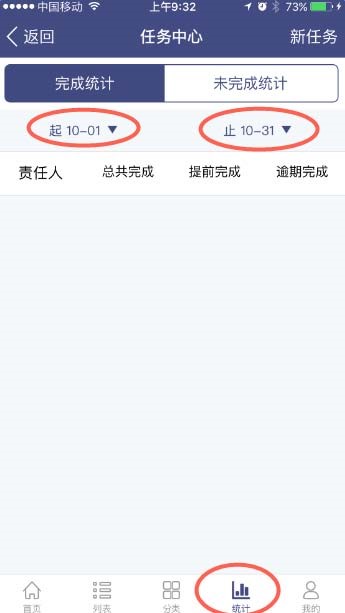 中国移动 上午9:32 73%
返回 任务中心 新任务
完成统计 未完成统计
起 10-01 ▼ 止 10-31 ▼
责任人 总共完成 提前完成 逾期完成
首页 列表 分类 统计 我的